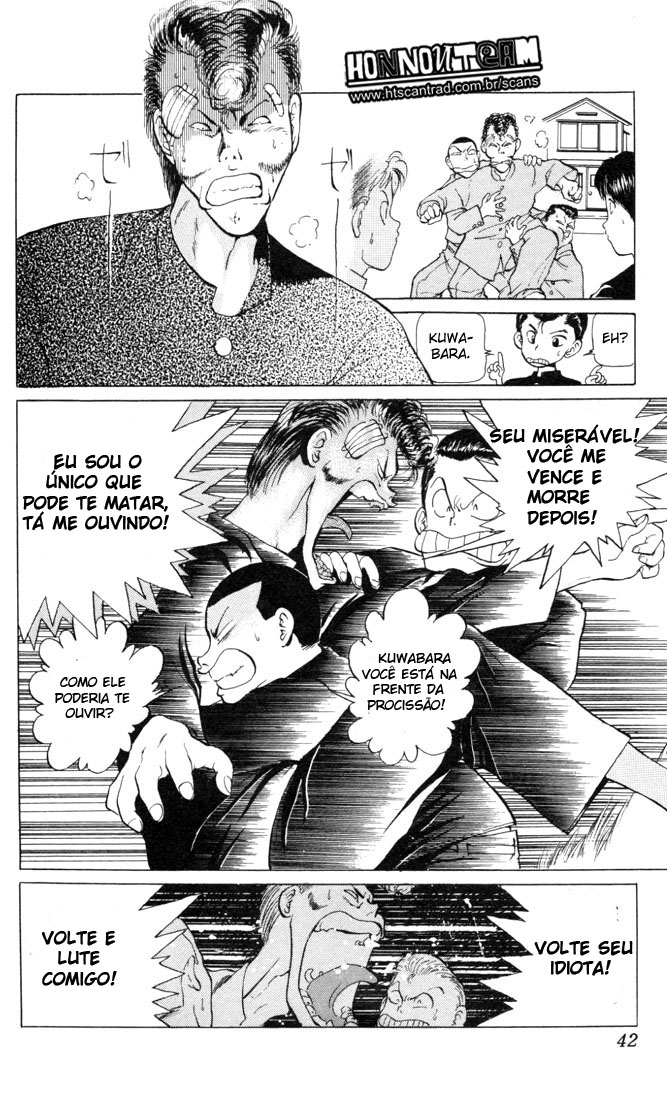 HONNOUTEAM
www.htscantrad.com.br/scans
ゼ
ゼ
KUWA-
BARA.
EH?
EU SOU O
ÚNICO QUE
PODE TE MATAR,
TÁ ME OUVINDO!
SEU MISERÁVEL!
VOCÊ ME
VENCE E
MORRE
DEPOIS!
COMO ELE
PODERIA TE
OUVIR?
KUWABARA
VOCÊ ESTÁ NA
FRENTE DA
PROCISSÃO!
VOLTE E
LUTE
COMIGO!
VOLTE SEU
IDIOTA!
42